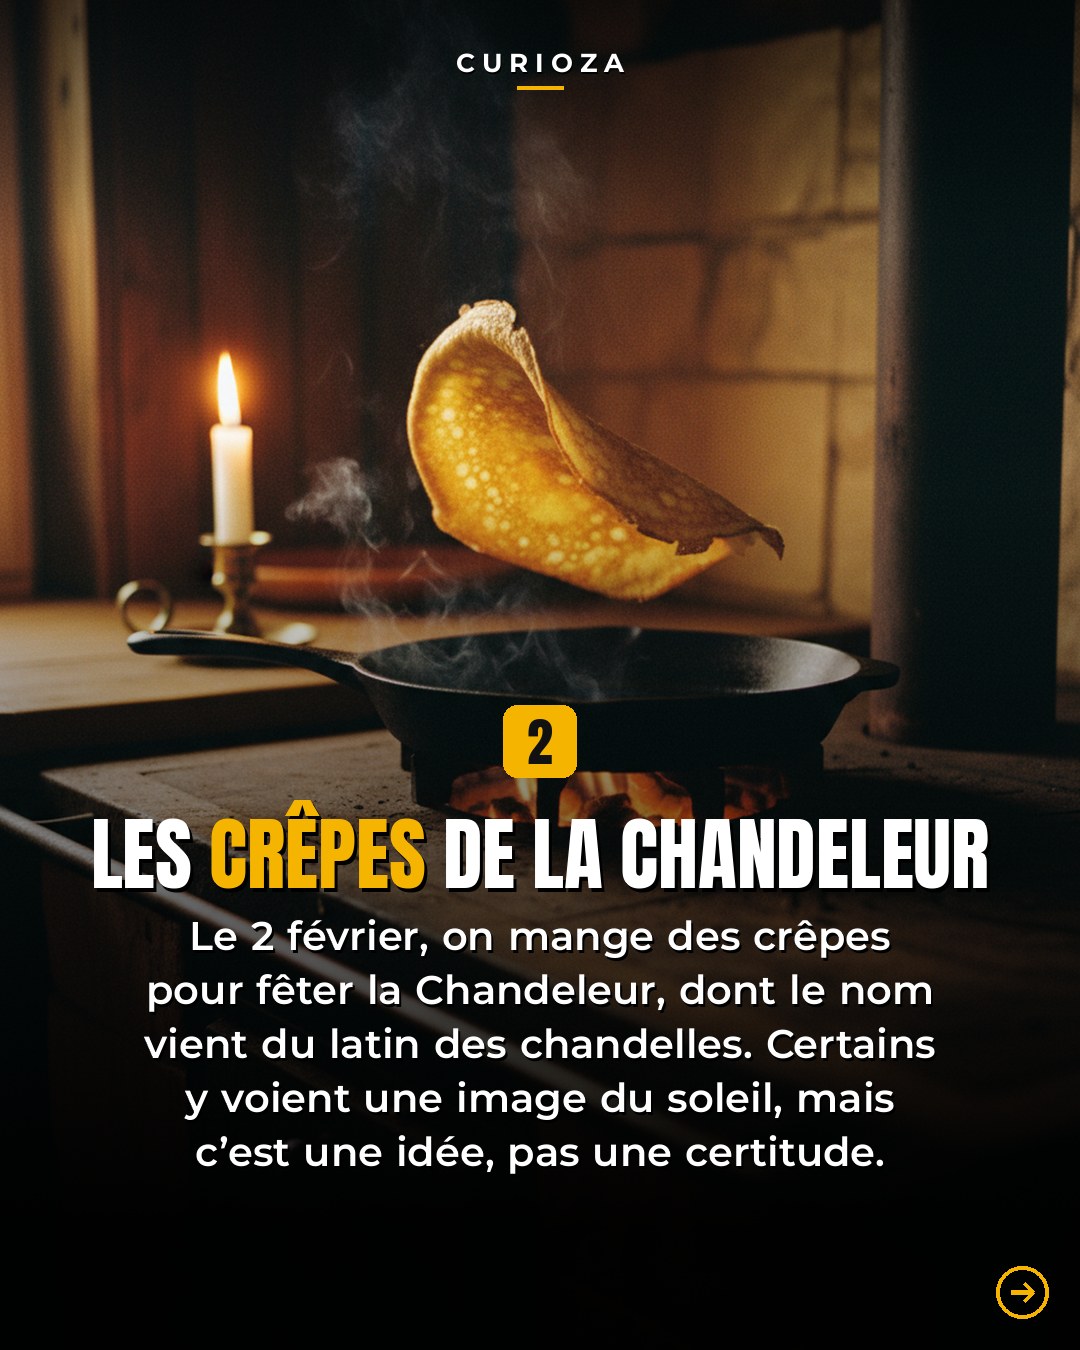 CURIOZA
2
LES CRÊPES DE LA CHANDELEUR
Le 2 février, on mange des crêpes
pour fêter la Chandeleur, dont le nom
vient du latin des chandelles. Certains
y voient une image du soleil, mais
c’est une idée, pas une certitude.